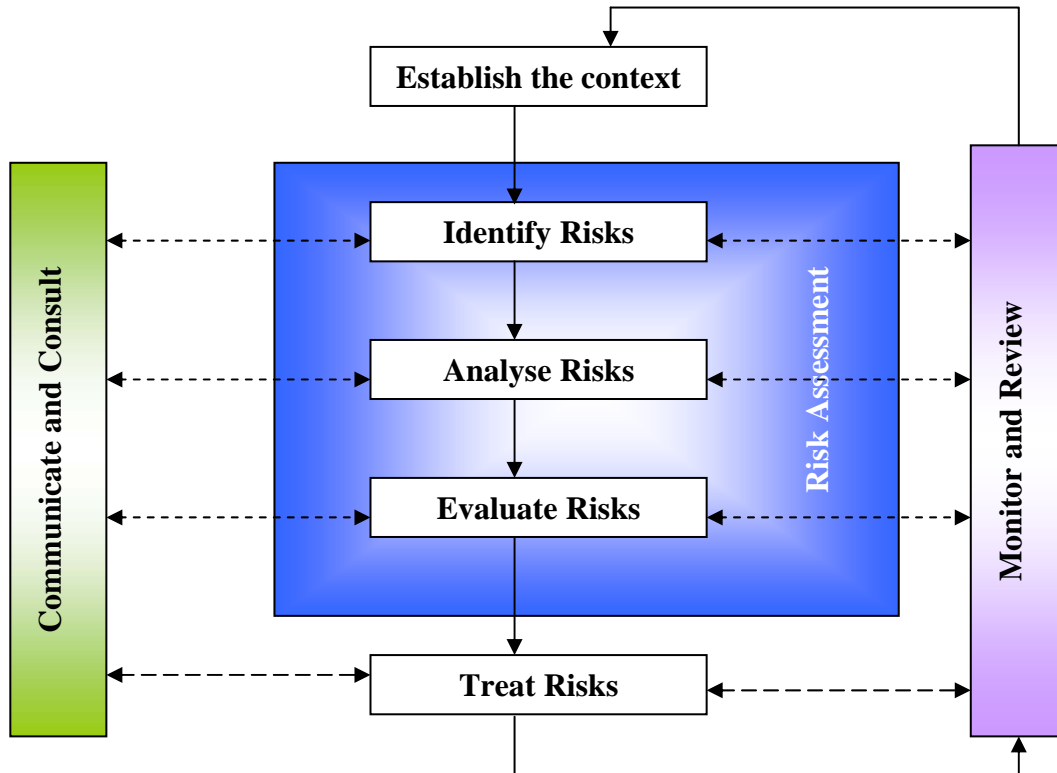 Establish the context
Communicate and Consult
Identify Risks
Analyse Risks
Evaluate Risks
Risk Assessment
Monitor and Review
Treat Risks